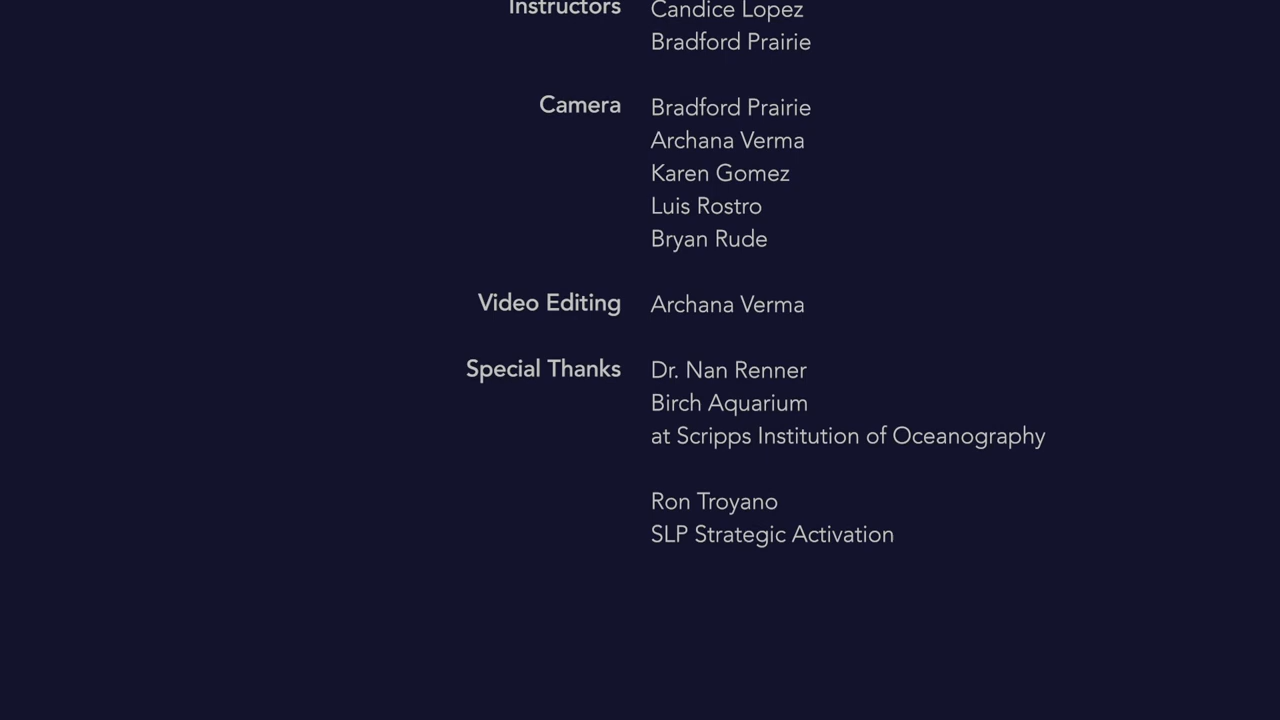 Instructors Candice Lopez
Bradford Prairie
Camera Bradford Prairie
Archana Verma
Karen Gomez
Luis Rostro
Bryan Rude
Video Editing Archana Verma
Special Thanks Dr. Nan Renner
Birch Aquarium
at Scripps Institution of Oceanography
Ron Troyano
SLP Strategic Activation